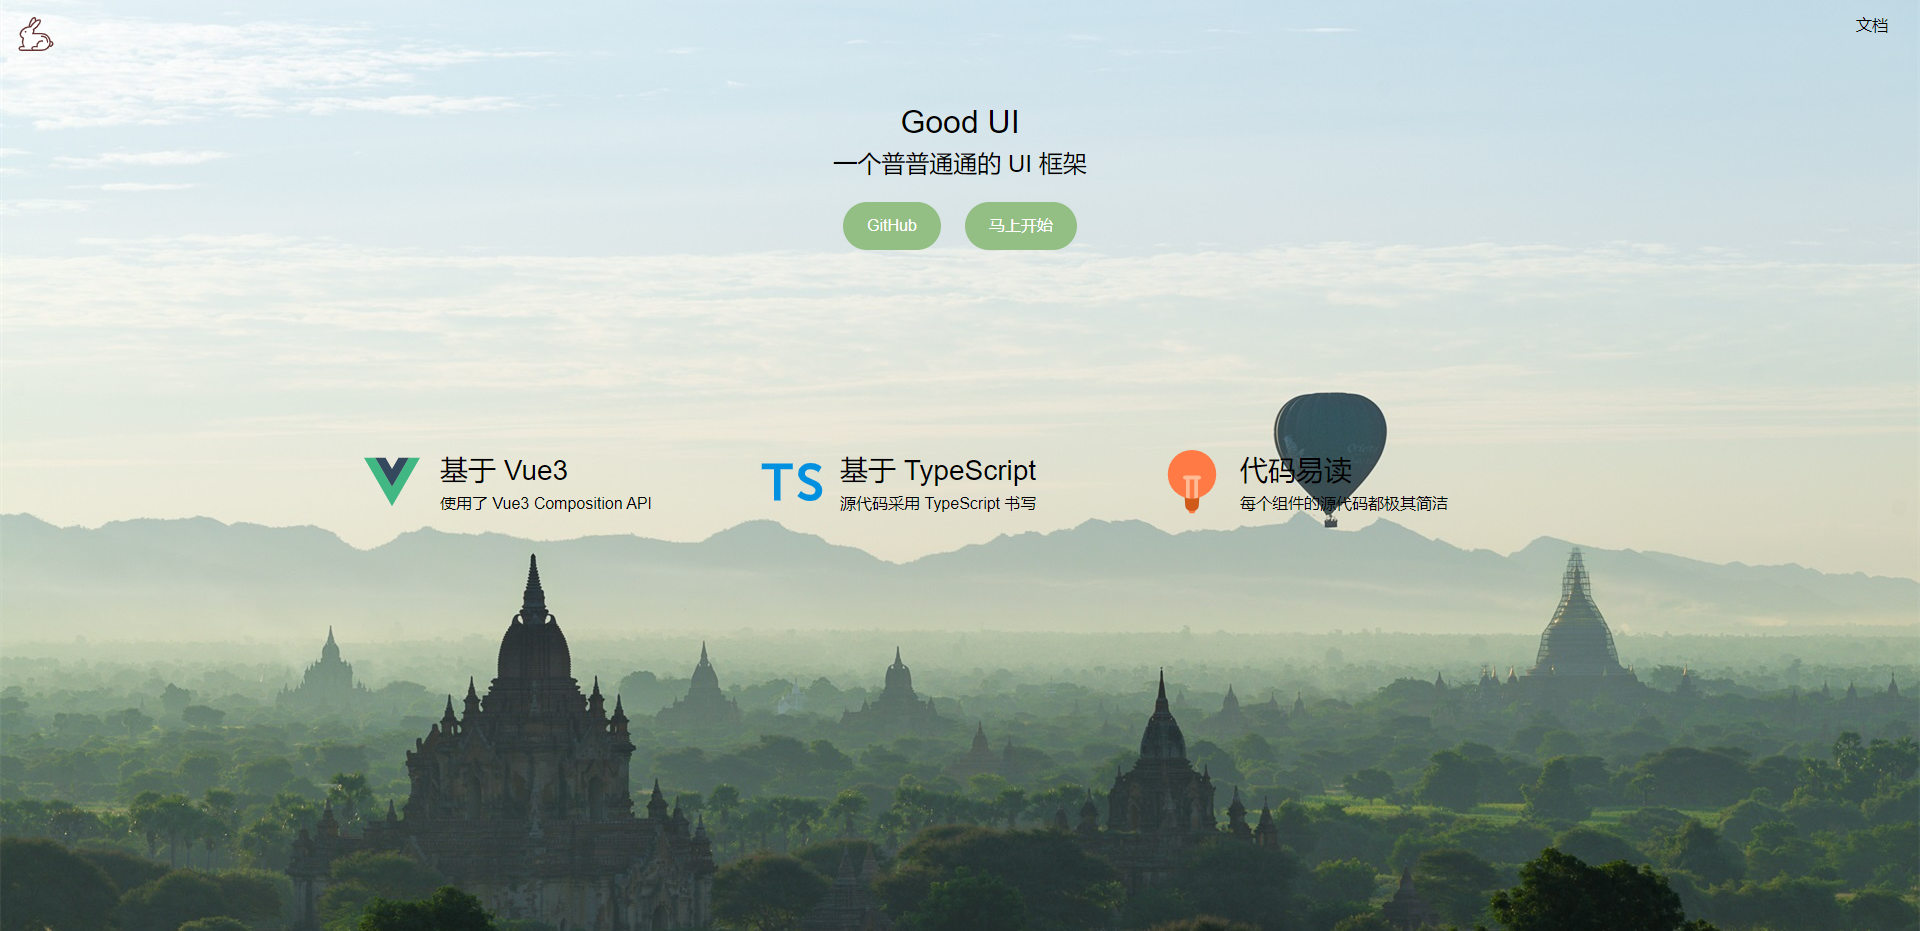 文档
Good UI
一个普普通通的 UI 框架
GitHub
马上开始
基于 Vue3
使用了 Vue3 Composition API
TS
基于 TypeScript
源代码采用 TypeScript 书写
代码易读
每个组件的源代码都极其简洁